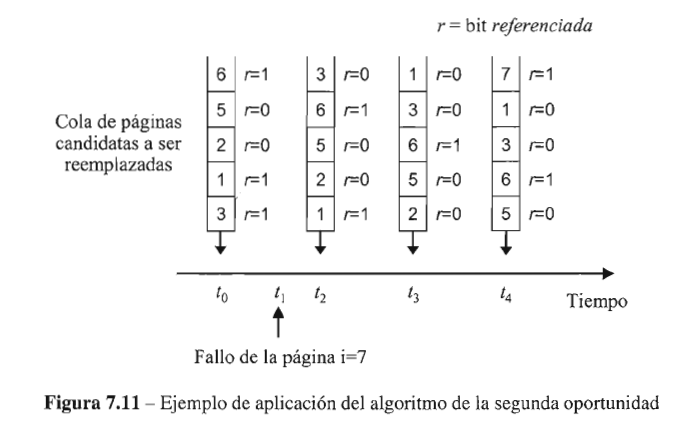 r = bit referenciada
Cola de páginas
candidatas a ser
reemplazadas
6 r=1 3 r=0 1 r=0 7 r=1
5 r=0 6 r=1 3 r=0 1 r=0
2 r=0 5 r=0 6 r=1 3 r=0
1 r=1 2 r=0 5 r=0 6 r=1
3 r=1 1 r=1 2 r=0 5 r=0
t0 t1 t2 t3 t4 Tiempo
Fallo de la página i=7
Figura 7.11 – Ejemplo de aplicación del algoritmo de la segunda oportunidad